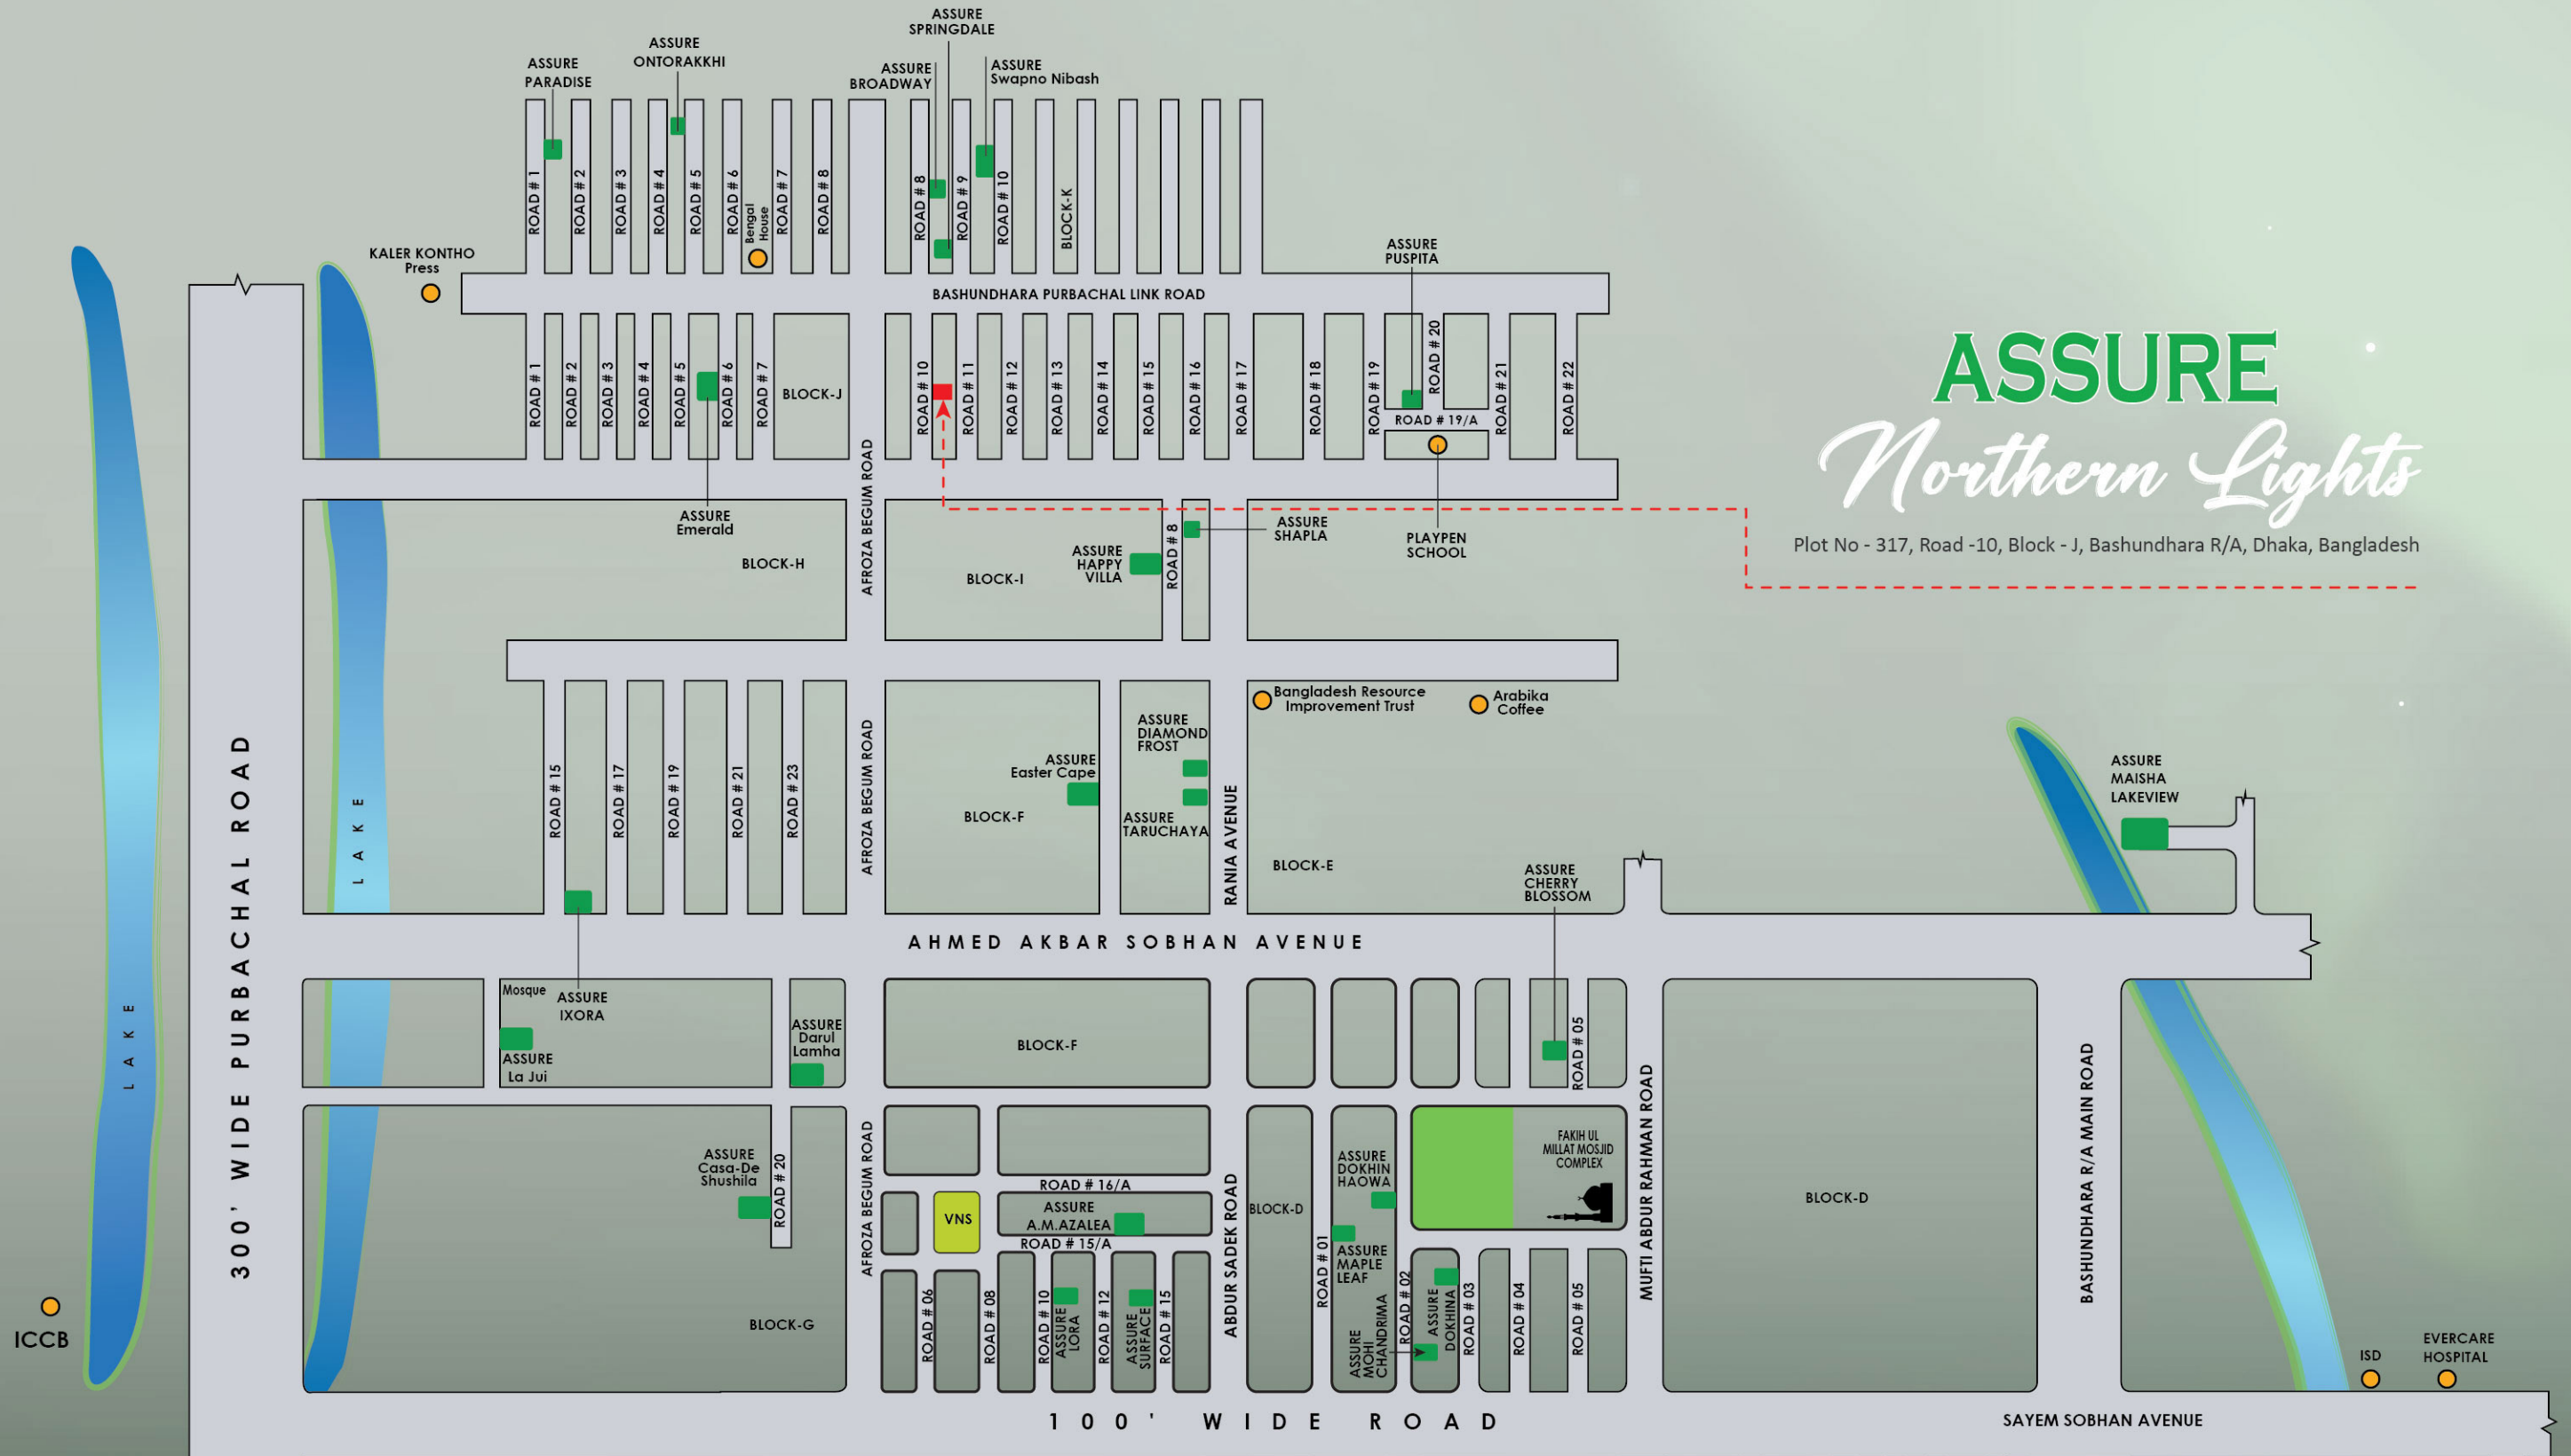 ASSURE
SPRINGDALE
ASSURE
ONTORAKKHI
ASSURE
PARADISE
ASSURE
BROADWAY
ASSURE
Swapno Nibash
ROAD # 1
ROAD # 2
ROAD # 3
ROAD # 4
ROAD # 5
ROAD # 6
Bengal
House
ROAD # 7
ROAD # 8
ROAD # 8
ROAD # 9
ROAD # 10
BLOCK-K
KALER KONTHO
Press
ASSURE
PUSPITA
BASHUNDHARA PURBACHAL LINK ROAD
ROAD # 1
ROAD # 2
ROAD # 3
ROAD # 4
ROAD # 5
ROAD # 6
ROAD # 7
BLOCK-J
ROAD # 10
ROAD # 11
ROAD # 12
ROAD # 13
ROAD # 14
ROAD # 15
ROAD # 16
ROAD # 17
ROAD # 18
ROAD # 19
ROAD # 20
ROAD # 19/A
ROAD # 21
ROAD # 22
ASSURE
Northern Lights
Plot No - 317, Road -10, Block - J, Bashundhara R/A, Dhaka, Bangladesh
ASSURE
Emerald
BLOCK-H
AFROZA BEGUM ROAD
BLOCK-I
ASSURE
HAPPY
VILLA
ROAD # 8
ASSURE
SHAPLA
PLAYPEN
SCHOOL
Bangladesh Resource
Improvement Trust
Arabika
Coffee
300' WIDE PURBACHAL ROAD
LAKE
LAKE
ROAD # 15
ROAD # 17
ROAD # 19
ROAD # 21
ROAD # 23
AFROZA BEGUM ROAD
ASSURE
Easter Cape
BLOCK-F
ASSURE
DIAMOND
FROST
ASSURE
TARUCHAYA
RANIA AVENUE
BLOCK-E
ASSURE
CHERRY
BLOSSOM
ASSURE
MAISHA
LAKEVIEW
AHMED AKBAR SOBHAN AVENUE
Mosque
ASSURE
IXORA
ASSURE
La Jui
ASSURE
Darul
Lamha
BLOCK-F
ROAD # 05
MUFTI ABDUR RAHMAN ROAD
BASHUNDHARA R/A MAIN ROAD
ASSURE
Casa-De
Shushila
ROAD # 20
AFROZA BEGUM ROAD
VNS
ROAD # 16/A
ASSURE
A.M.AZALEA
ROAD # 15/A
ABDUR SADEK ROAD
BLOCK-D
ASSURE
DOKHIN
HAOWA
ASSURE
MAPLE
LEAF
FAKIH UL
MILLAT MOSJID
COMPLEX
BLOCK-D
BLOCK-G
ROAD # 06
ROAD # 08
ROAD # 10
ASSURE
LORA
ROAD # 12
ASSURE
SURFACE
ROAD # 15
ROAD # 01
ASSURE
MOHI
CHANDRIMA
ROAD # 02
ASSURE
DOKHINA
ROAD # 03
ROAD # 04
ROAD # 05
ICCB
ISD
EVERCARE
HOSPITAL
100' WIDE ROAD
SAYEM SOBHAN AVENUE